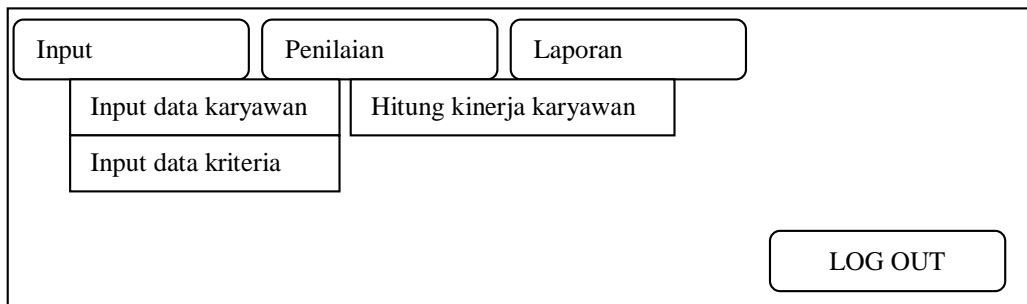 Input
Penilaian
Laporan
Input data karyawan
Hitung kinerja karyawan
Input data kriteria
LOG OUT